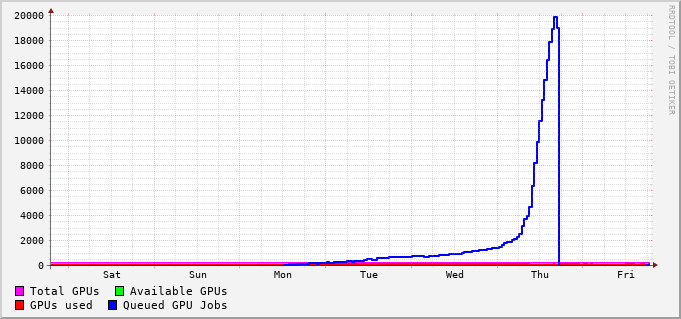 20000
18000
16000
14000
12000
10000
8000
6000
4000
2000
0
Sat Sun Mon Tue Wed Thu Fri
Total GPUs Available GPUs
GPUs used Queued GPU Jobs
RRDTOOL / TOBI OETIKER